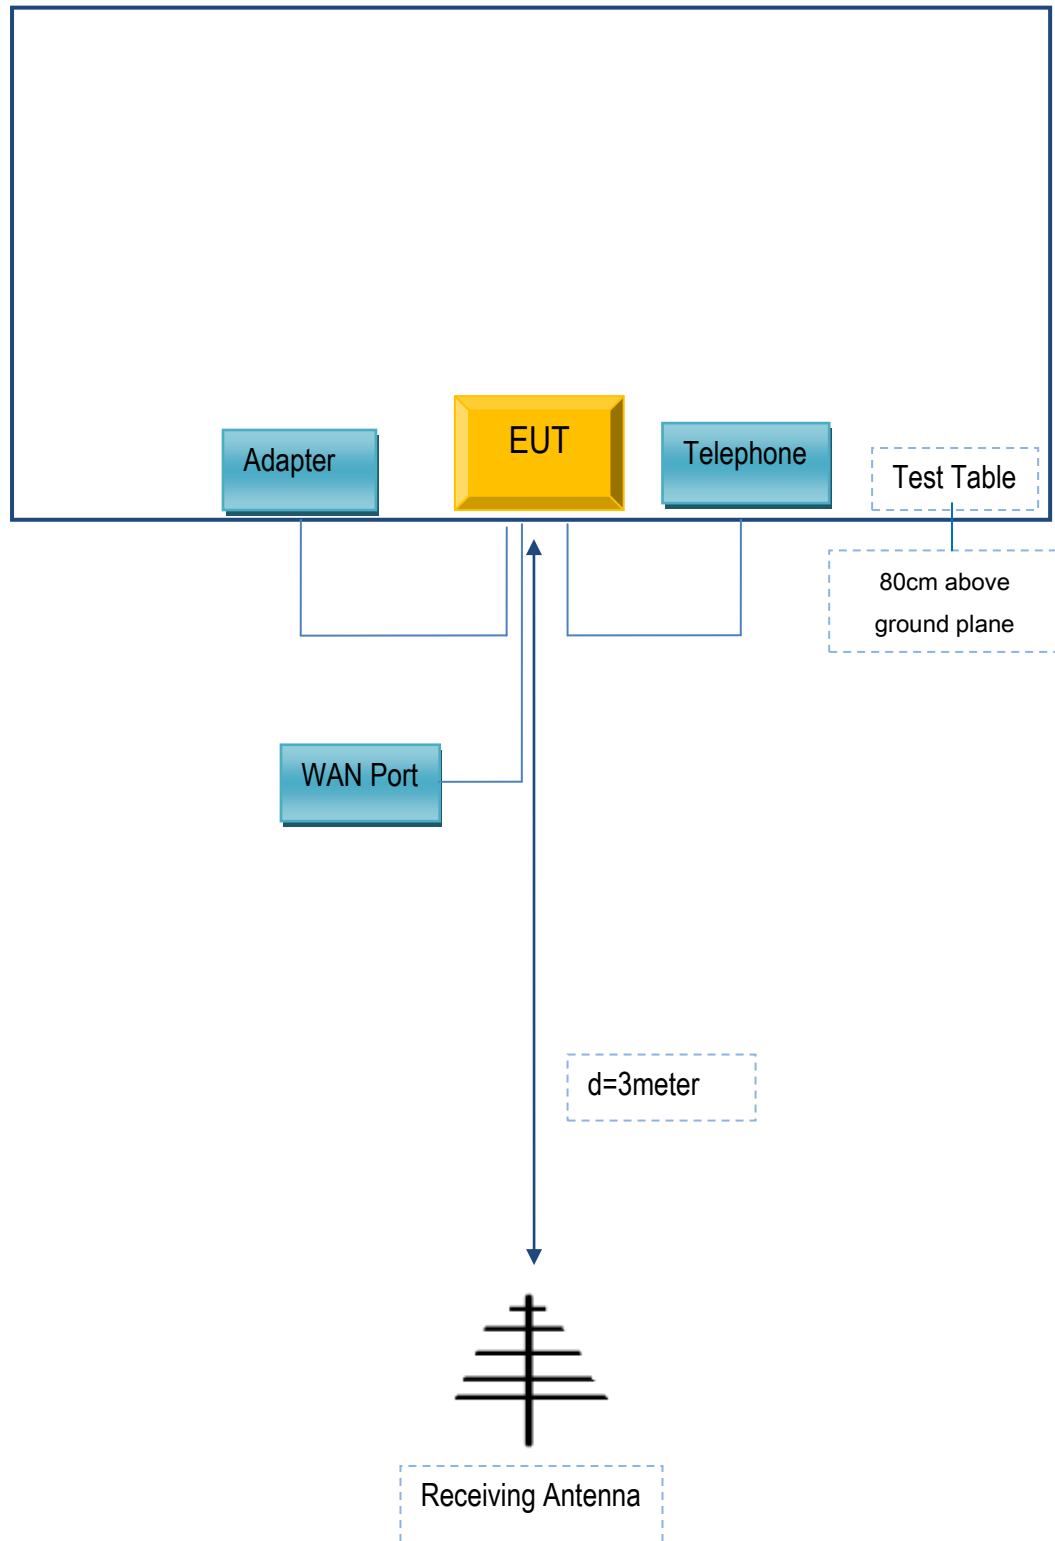 EUT
Adapter
Telephone
Test Table
80cm above
ground plane
WAN Port
d=3meter
Receiving Antenna